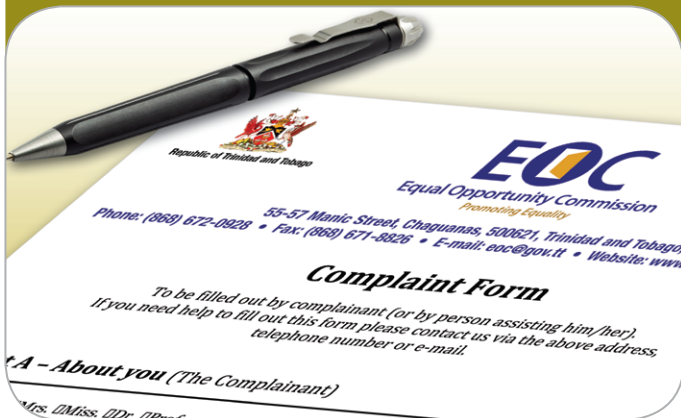 Republic of Trinidad and Tobago
EOC
Equal Opportunity Commission
Promoting Equality
55-57 Manic Street, Chaguanas, 500621, Trinidad and Tobago,
Phone: (868) 672-0928 • Fax: (868) 671-8826 • E-mail: eoc@gov.tt • Website: www
Complaint Form
To be filled out by complainant (or by person assisting him/her).
If you need help to fill out this form please contact us via the above address,
telephone number or e-mail.
t A – About you (The Complainant)
Mrs. ▯Miss. ▯Dr. ▯Prof